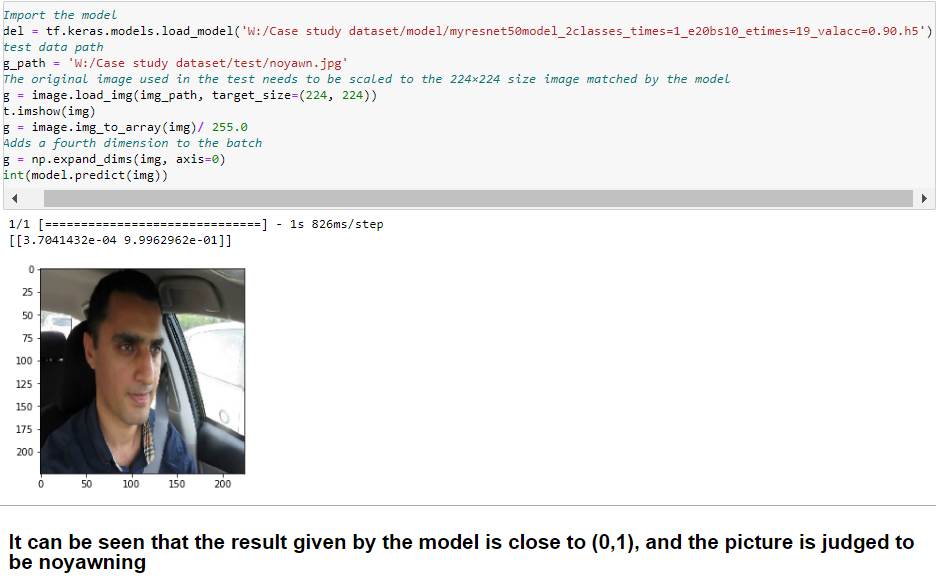 Import the model
del = tf.keras.models.load_model('W:/Case study dataset/model/myresnet50model_2classes_times=1_e20bs10_etimes=19_valacc=0.90.h5')
test data path
g_path = 'W:/Case study dataset/test/noyawn.jpg'
The original image used in the test needs to be scaled to the 224×224 size image matched by the model
g = image.load_img(img_path, target_size=(224, 224))
t.imshow(img)
g = image.img_to_array(img)/ 255.0
Adds a fourth dimension to the batch
g = np.expand_dims(img, axis=0)
int(model.predict(img))
1/1 [==============================] - 1s 826ms/step
[[3.7041432e-04 9.9962962e-01]]
0
25
50
75
100
125
150
175
200
0 50 100 150 200
It can be seen that the result given by the model is close to (0,1), and the picture is judged to
be noyawning